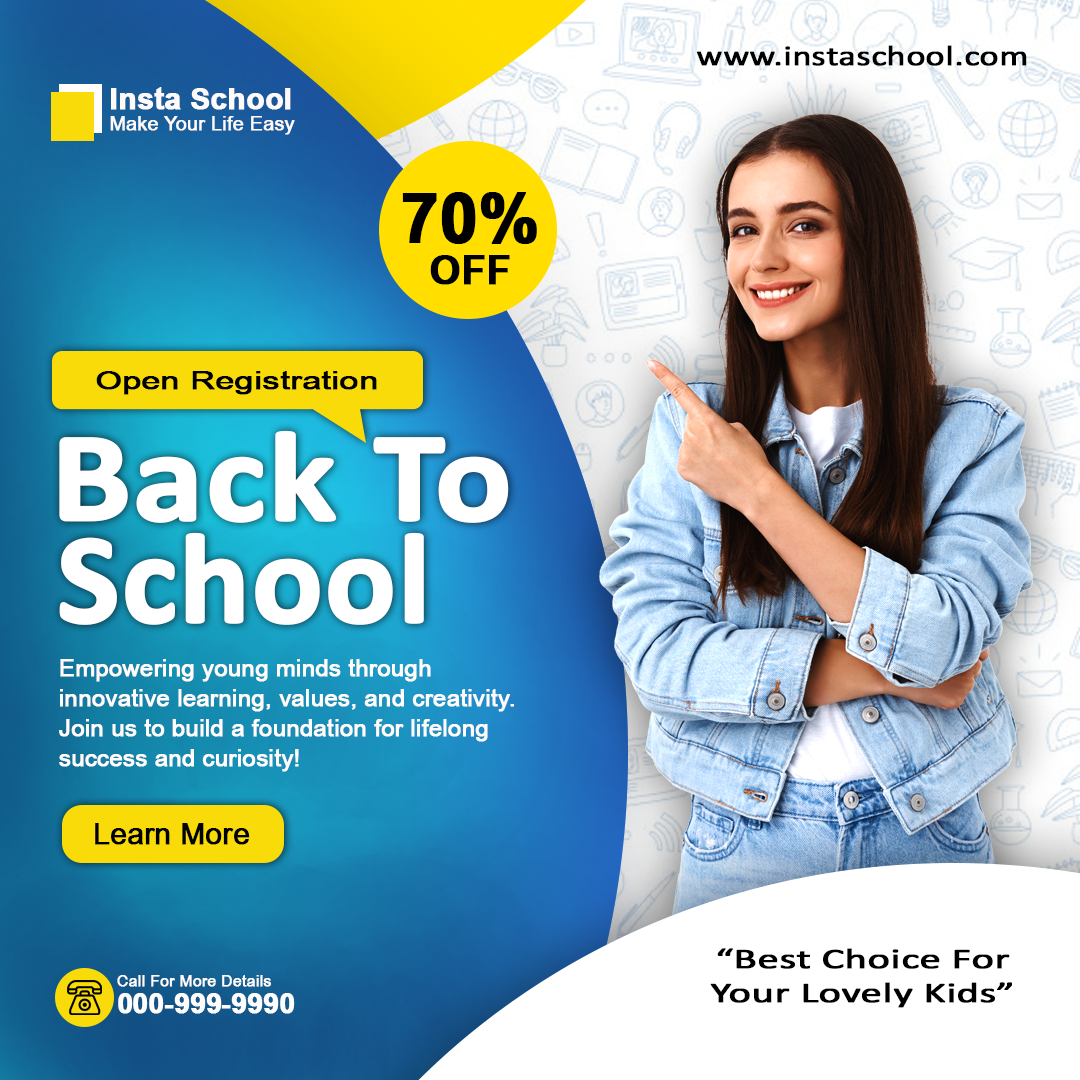 www.instaschool.com
Insta School
Make Your Life Easy
70%
OFF
Open Registration
Back To
School
Empowering young minds through
innovative learning, values, and creativity.
Join us to build a foundation for lifelong
success and curiosity!
Learn More
Call For More Details
000-999-9990
“Best Choice For
Your Lovely Kids”